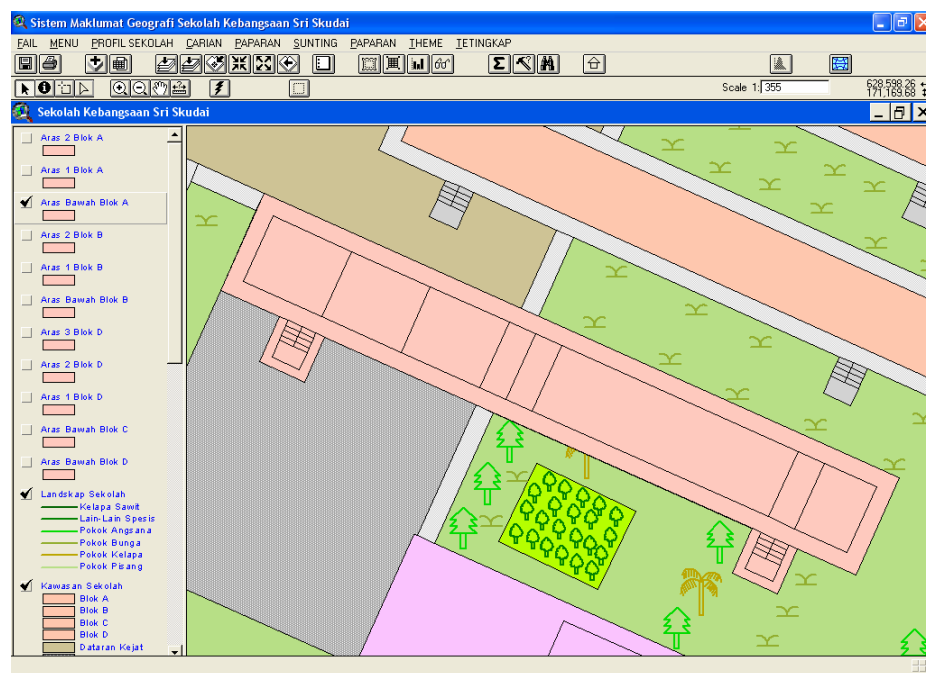 Sistem Maklumat Geografi Sekolah Kebangsaan Sri Skudai
FAIL MENU PROFIL SEKOLAH CARIAN PAPARAN SUNTING PAPARAN THEME TETINGKAP
Scale 1: 355
628,598.26
171,169.68
Sekolah Kebangsaan Sri Skudai
Aras 2 Blok A
Aras 1 Blok A
Aras Bawah Blok A
Aras 2 Blok B
Aras 1 Blok B
Aras Bawah Blok B
Aras 3 Blok D
Aras 2 Blok D
Aras 1 Blok D
Aras Bawah Blok C
Aras Bawah Blok D
Landskap Sekolah
Kelapa Sawit
Lain-Lain Spesis
Pokok Angsana
Pokok Bunga
Pokok Kelapa
Pokok Pisang
Kawasan Sekolah
Blok A
Blok B
Blok C
Blok D
Dataran Kejat